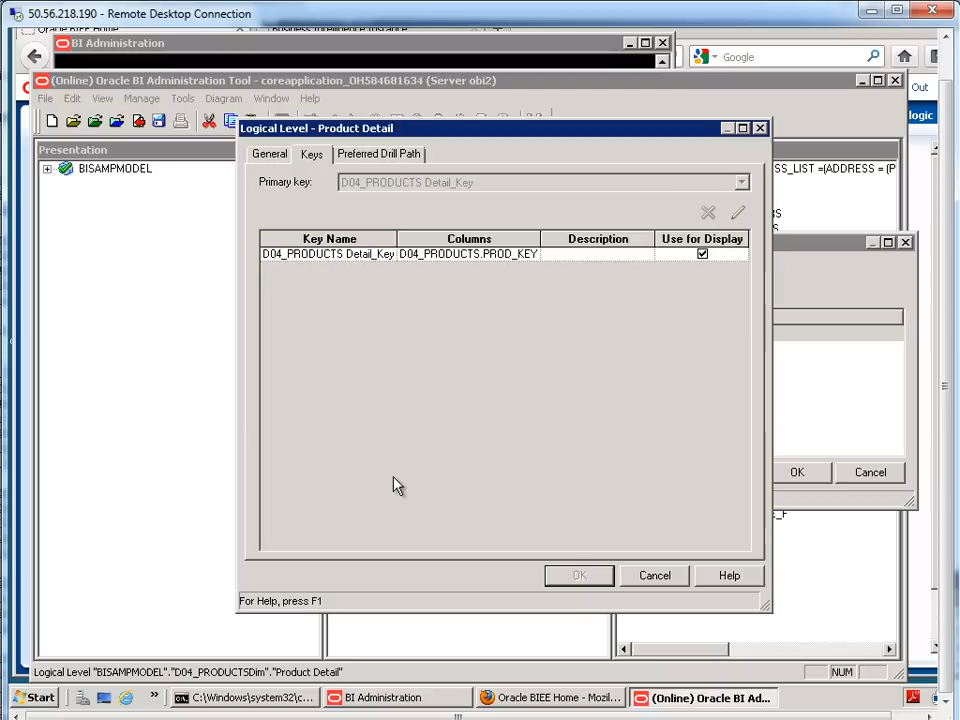 50.56.218.190 - Remote Desktop Connection
BI Administration
Google
(Online) Oracle BI Administration Tool - coreapplication_OH584681634 (Server obi2)
Out
File Edit View Manage Tools Diagram Window Help
logic
Logical Level - Product Detail
Presentation
General Keys Preferred Drill Path
BISAMPMODEL
SS_LIST =(ADDRESS = (P
Primary key: D04_PRODUCTS Detail_Key
Key Name Columns Description Use for Display
D04_PRODUCTS Detail_Key D04_PRODUCTS.PROD_KEY
OK Cancel
OK Cancel Help
For Help, press F1
Logical Level "BISAMPMODEL"."D04_PRODUCTSDim"."Product Detail"
NUM
Start
C:\Windows\system32\c...
BI Administration
Oracle BIEE Home - Mozil...
(Online) Oracle BI Ad...